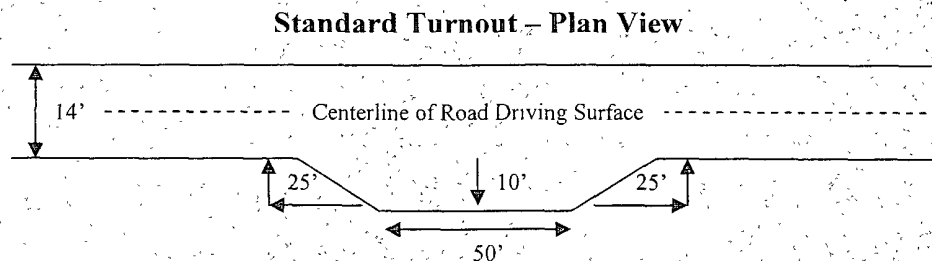 Standard Turnout – Plan View
14'
Centerline of Road Driving Surface
25'
10'
25'
50'